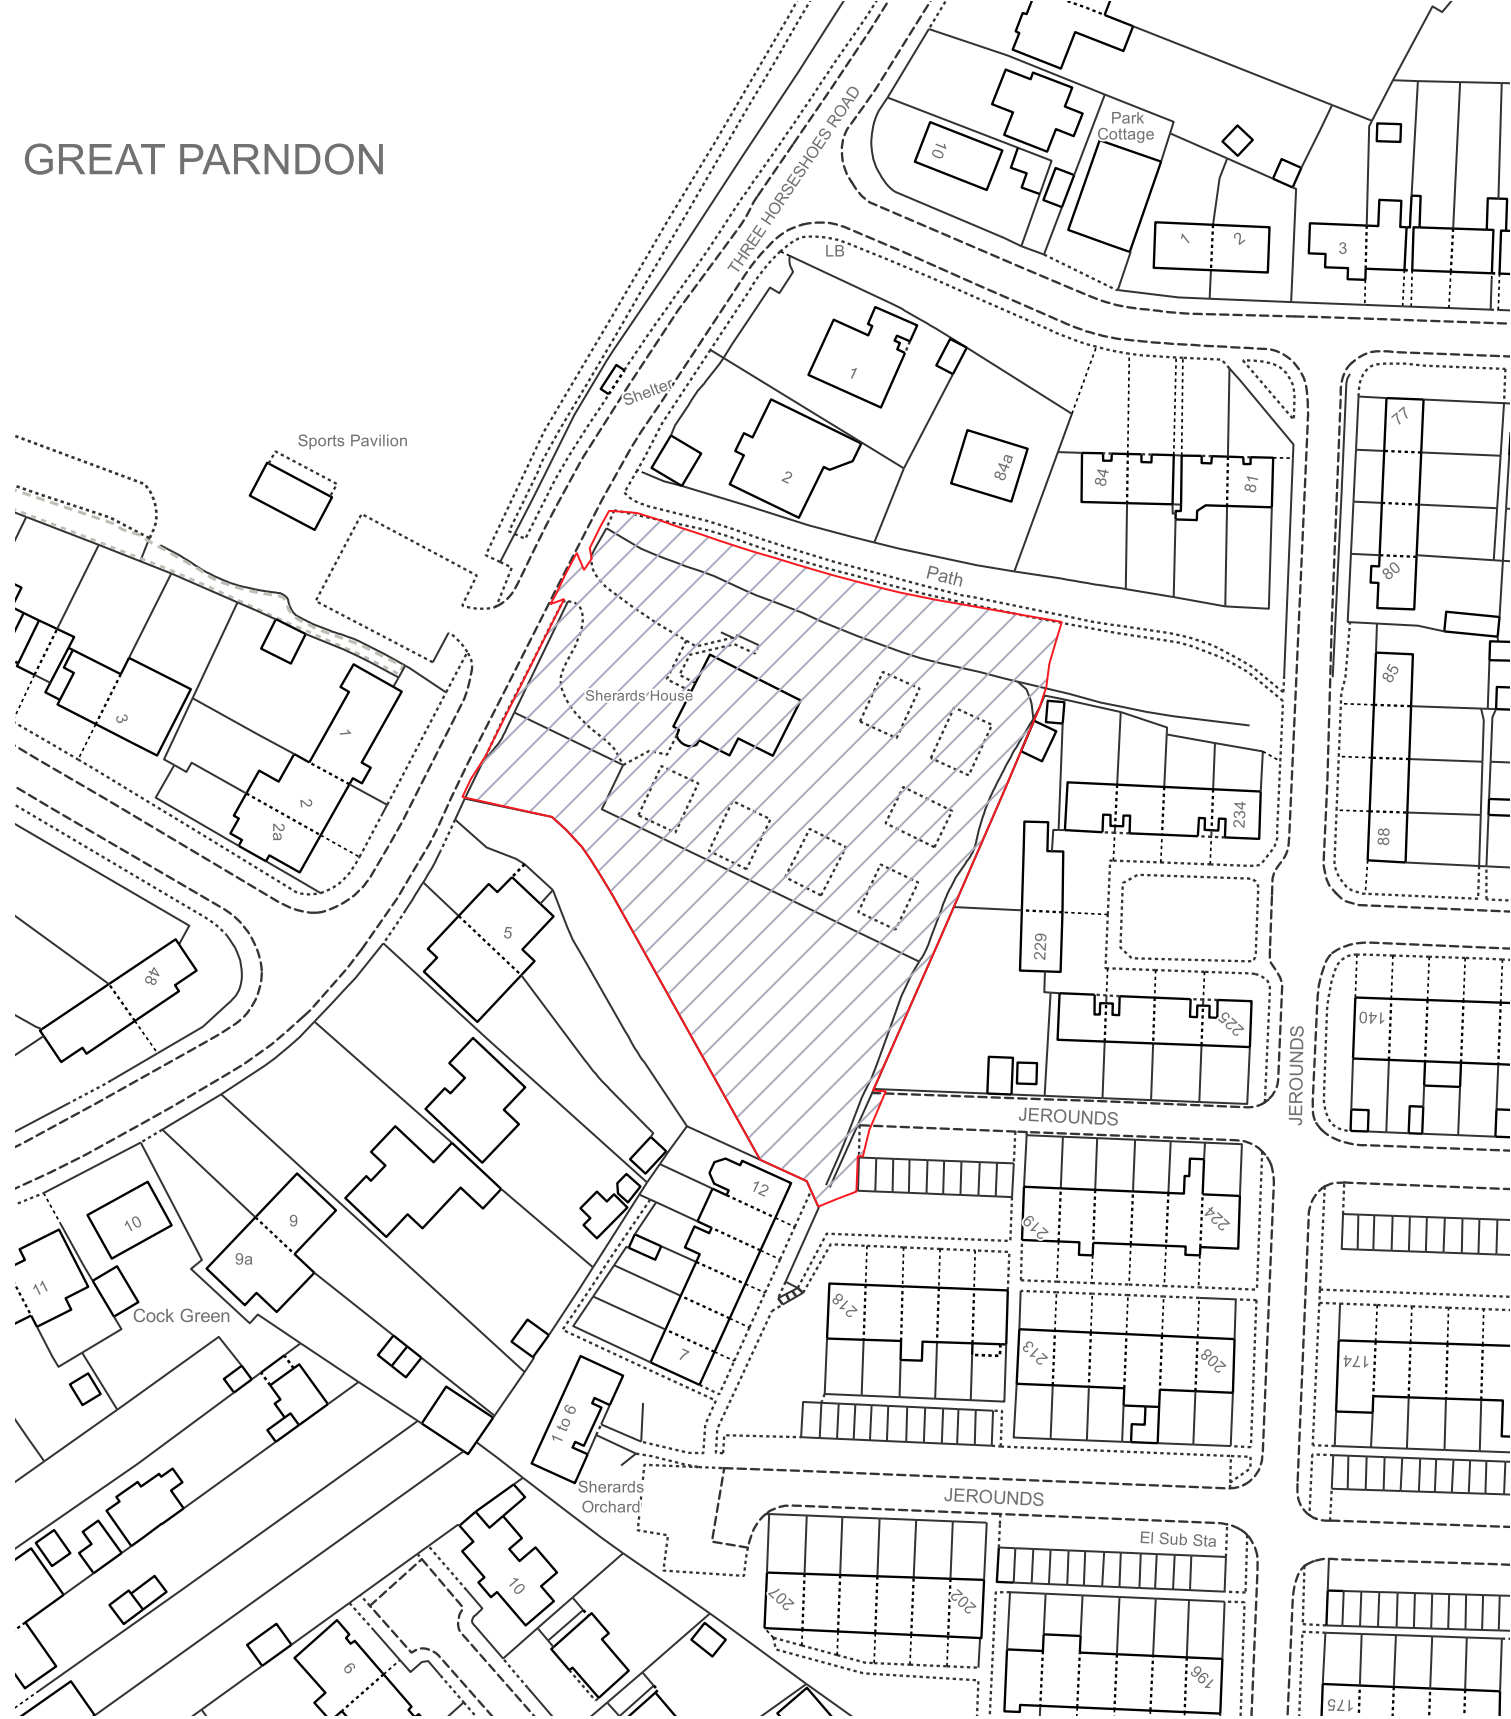 GREAT PARNDON
THREE HORSESHOES ROAD
Park
Cottage
10
LB
1
2
3
1
Shelter
Sports Pavilion
2
84a
84
81
77
80
Path
85
88
Sherards House
3
1
2
2a
234
229
225
5
48
140
JEROUNDS
JEROUNDS
12
219
224
10
9
9a
11
Cock Green
218
213
208
174
7
1 to 6
Sherards
Orchard
JEROUNDS
El Sub Sta
10
207
202
6
196
175